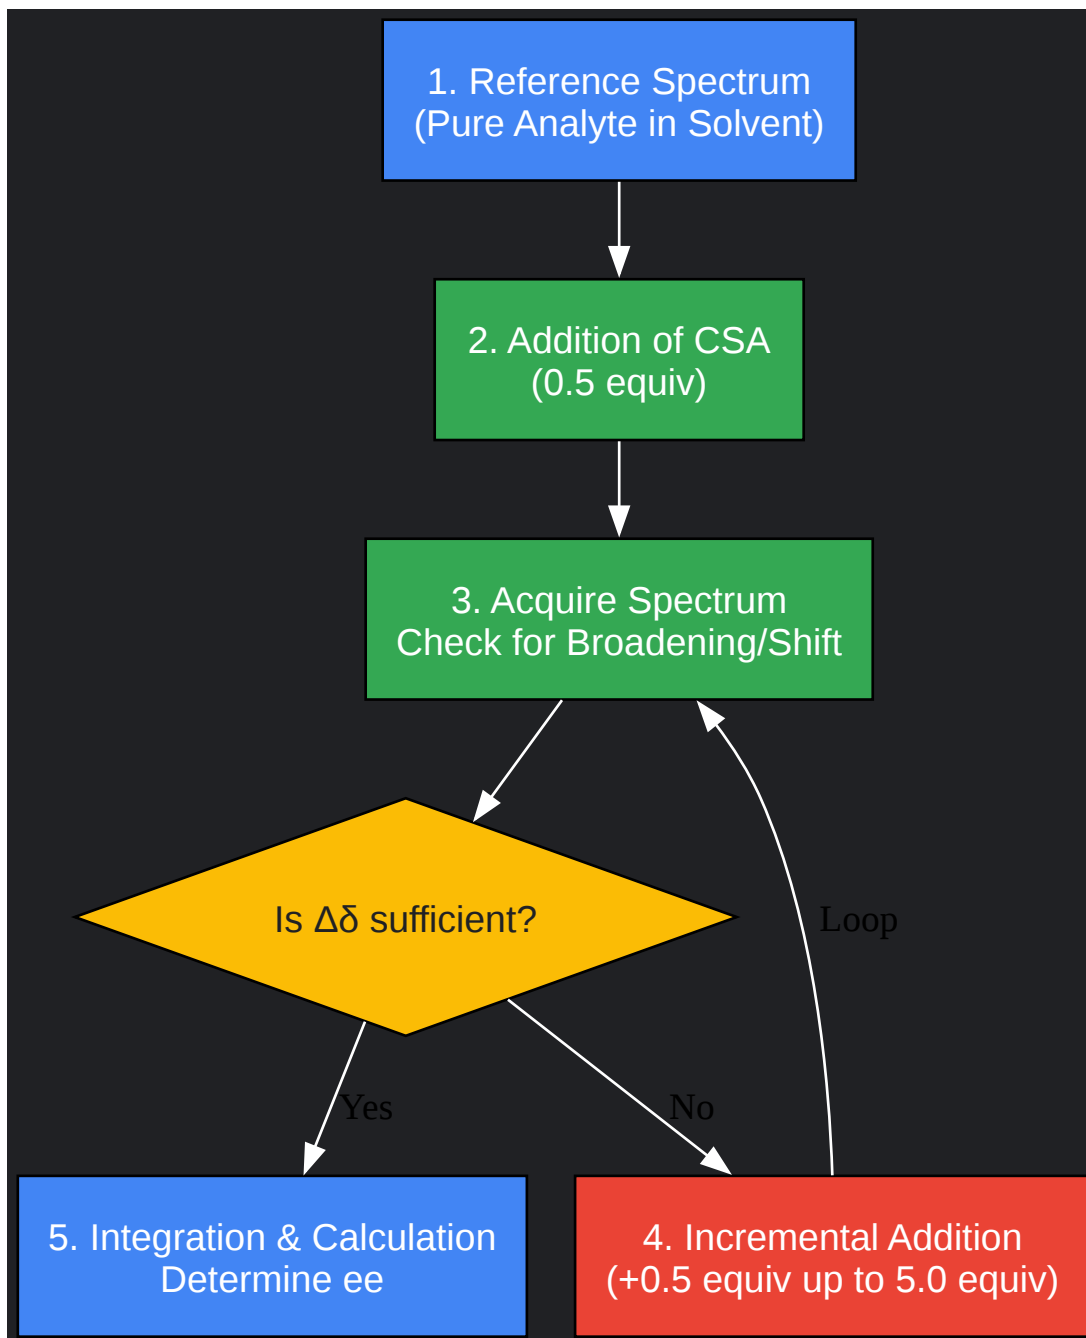 1. Reference Spectrum
(Pure Analyte in Solvent)
2. Addition of CSA
(0.5 equiv)
3. Acquire Spectrum
Check for Broadening/Shift
Is Δδ sufficient?
Loop
Yes
No
5. Integration & Calculation
Determine ee
4. Incremental Addition
(+0.5 equiv up to 5.0 equiv)